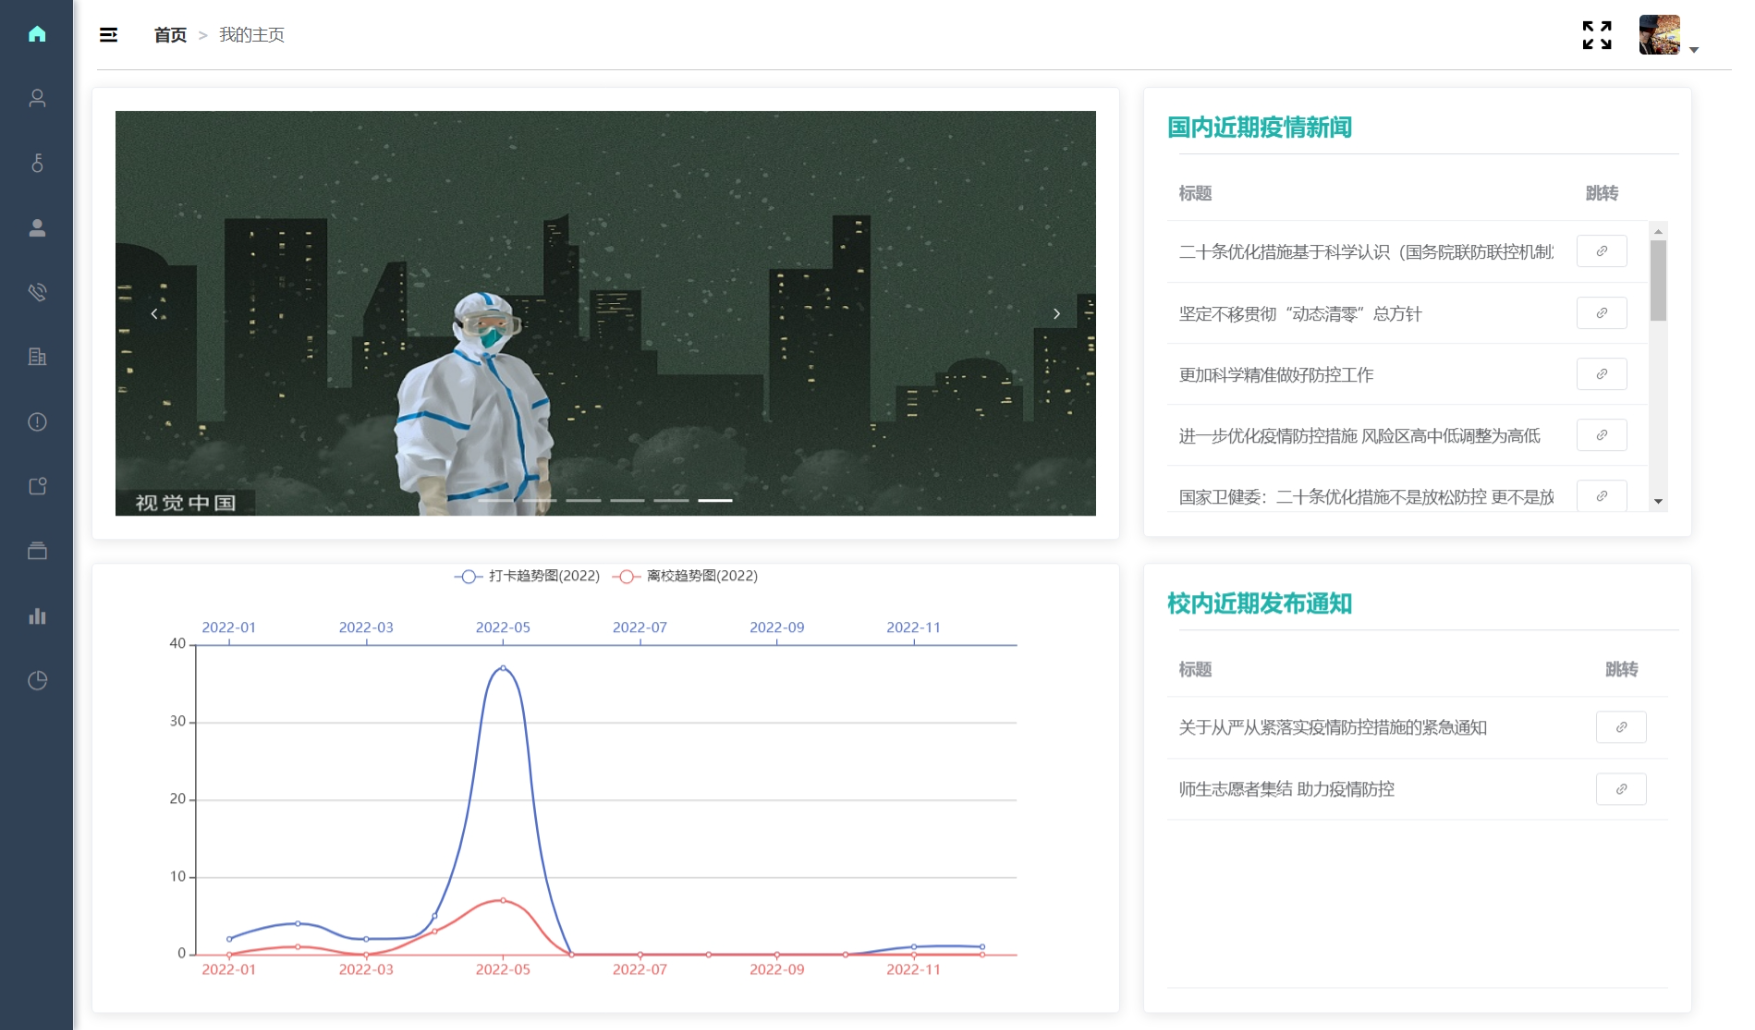 首页 > 我的主页
视觉中国
国内近期疫情新闻
标题 跳转
二十条优化措施基于科学认识（国务院联防联控机制
坚定不移贯彻“动态清零”总方针
更加科学精准做好防控工作
进一步优化疫情防控措施 风险区高中低调整为高低
国家卫健委：二十条优化措施不是放松防控 更不是放
打卡趋势图(2022) 离校趋势图(2022)
2022-01 2022-03 2022-05 2022-07 2022-09 2022-11
40
30
20
10
0
2022-01 2022-03 2022-05 2022-07 2022-09 2022-11
校内近期发布通知
标题 跳转
关于从严从紧落实疫情防控措施的紧急通知
师生志愿者集结 助力疫情防控